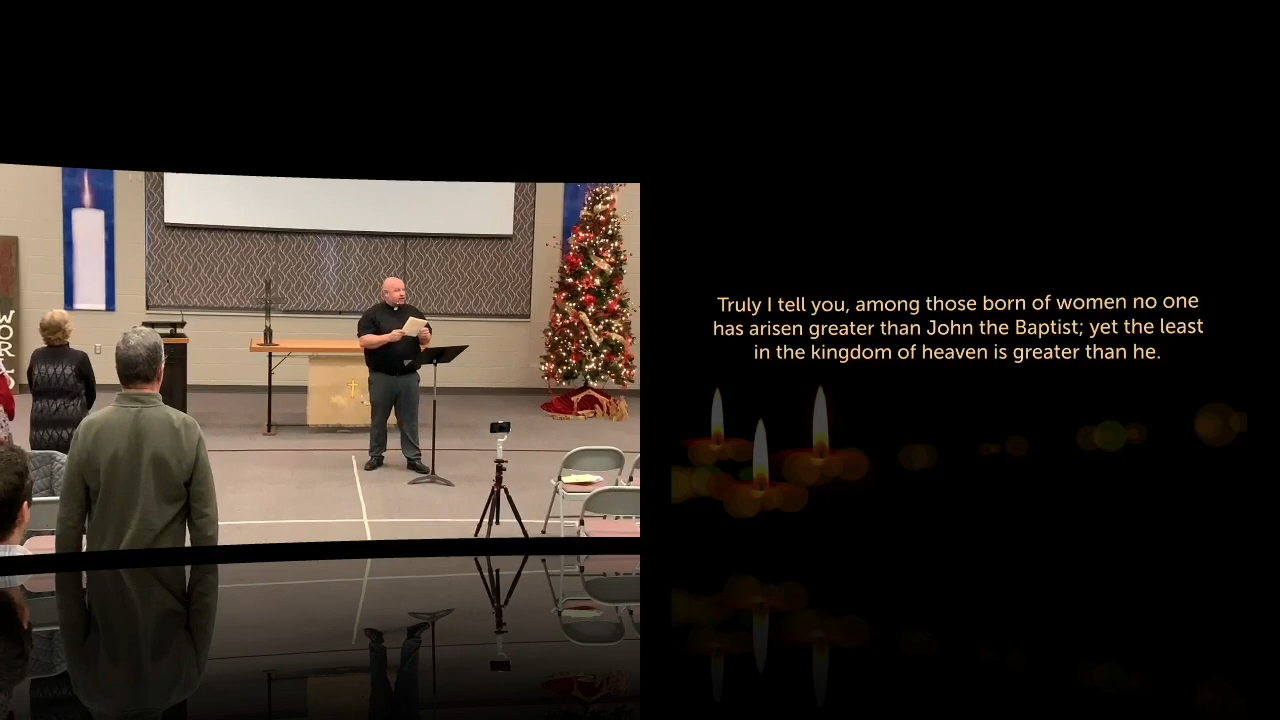 WORD
Truly I tell you, among those born of women no one
has arisen greater than John the Baptist; yet the least
in the kingdom of heaven is greater than he.